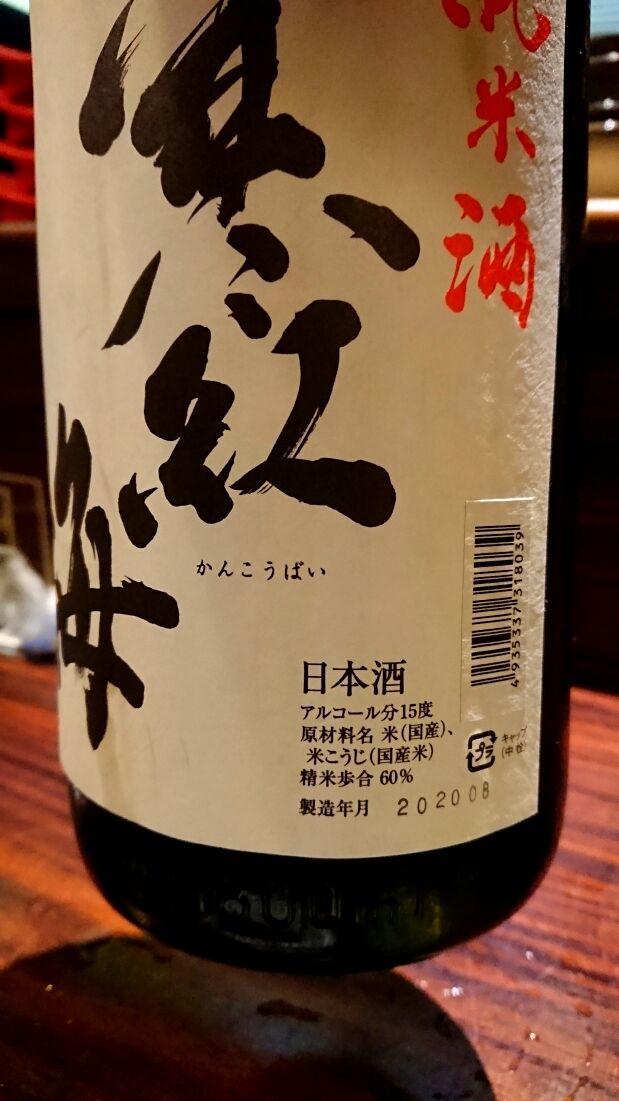 純米酒
寒紅梅
かんこうばい
日本酒
アルコール分15度
原材料名 米(国産)、
米こうじ(国産米)
精米歩合 60%
製造年月 202008
4935337318039
プラ
キャップ
(中栓)